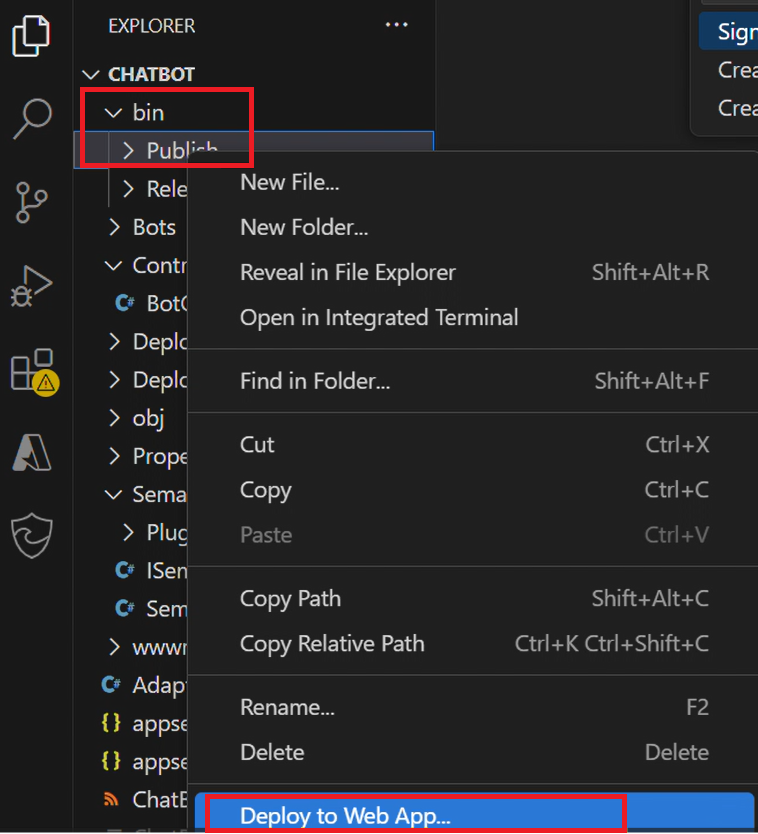 EXPLORER ...
Sign
CHATBOT
Crea
bin
Crea
Publish
New File...
Rele
New Folder...
Bots
Contr
Reveal in File Explorer Shift+Alt+R
C# BotC
Open in Integrated Terminal
Deplo
Deplo
Find in Folder... Shift+Alt+F
obj
Cut Ctrl+X
Prope
Copy Ctrl+C
Sema
Plug
Paste Ctrl+V
C# ISem
Copy Path Shift+Alt+C
C# Sem
Copy Relative Path Ctrl+K Ctrl+Shift+C
wwwr
C# Adapt
Rename... F2
{} appse
Delete Delete
{} appse
ChatB
Deploy to Web App...